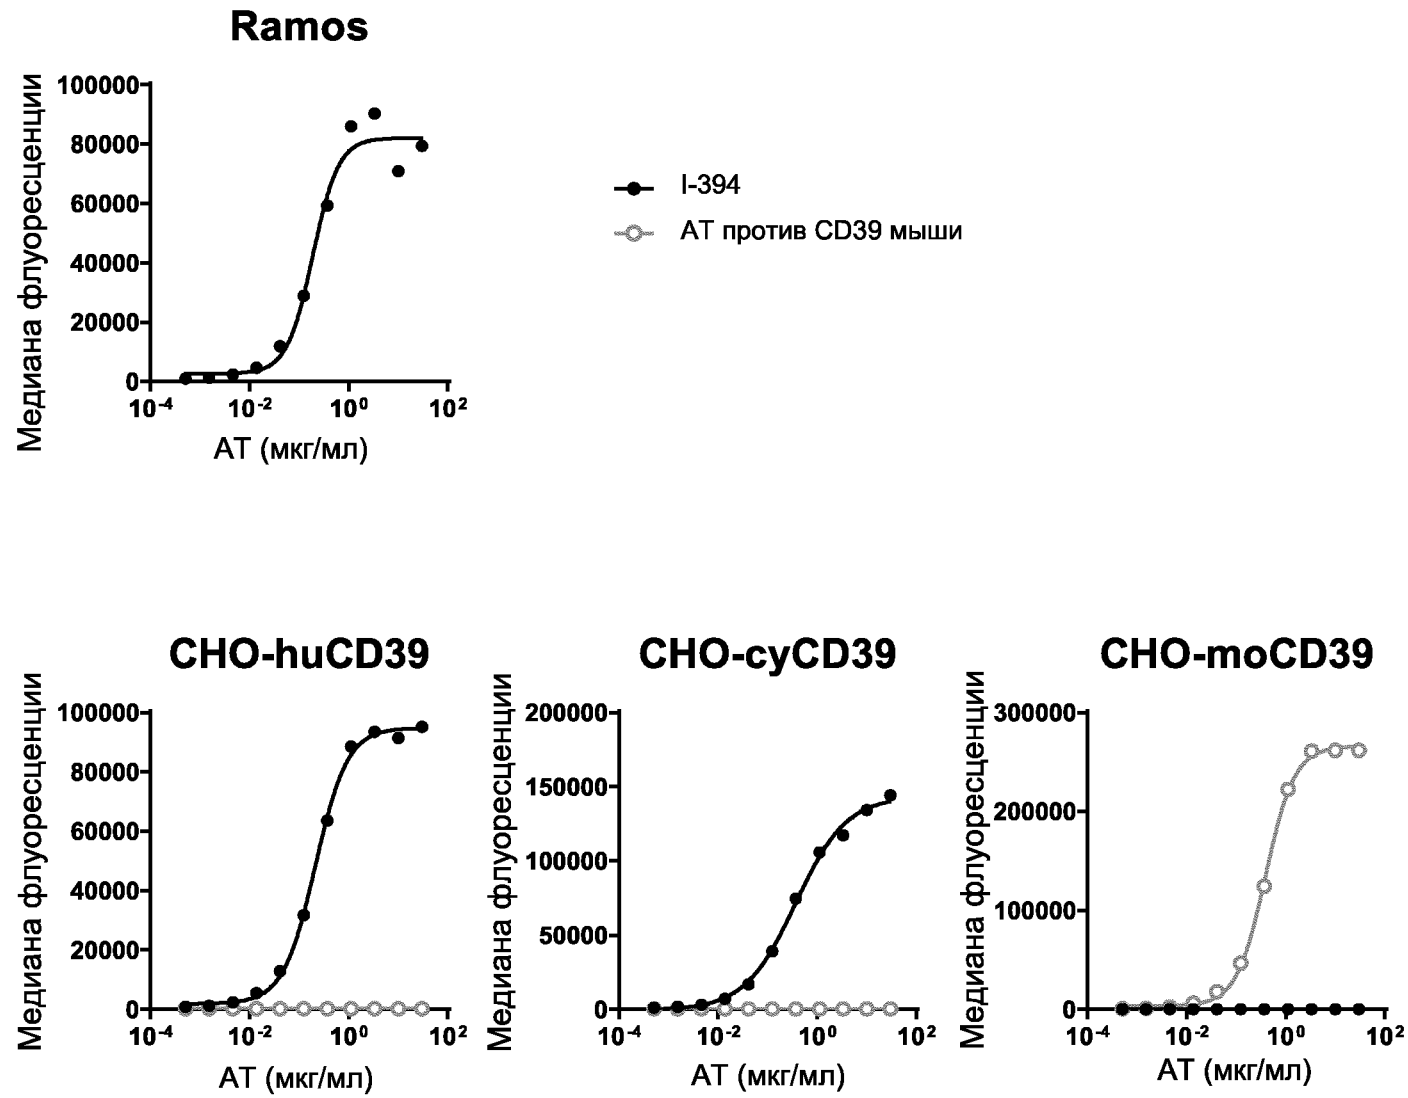 Ramos
Медиана флуоресценции
100000
80000
60000
40000
20000
0
10-4 10-2 100 102
АТ (мкг/мл)
I-394
АТ против CD39 мыши
CHO-huCD39
Медиана флуоресценции
100000
80000
60000
40000
20000
0
10-4 10-2 100 102
АТ (мкг/мл)
CHO-cyCD39
Медиана флуоресценции
200000
150000
100000
50000
0
10-4 10-2 100 102
АТ (мкг/мл)
CHO-moCD39
Медиана флуоресценции
300000
200000
100000
0
10-4 10-2 100 102
АТ (мкг/мл)